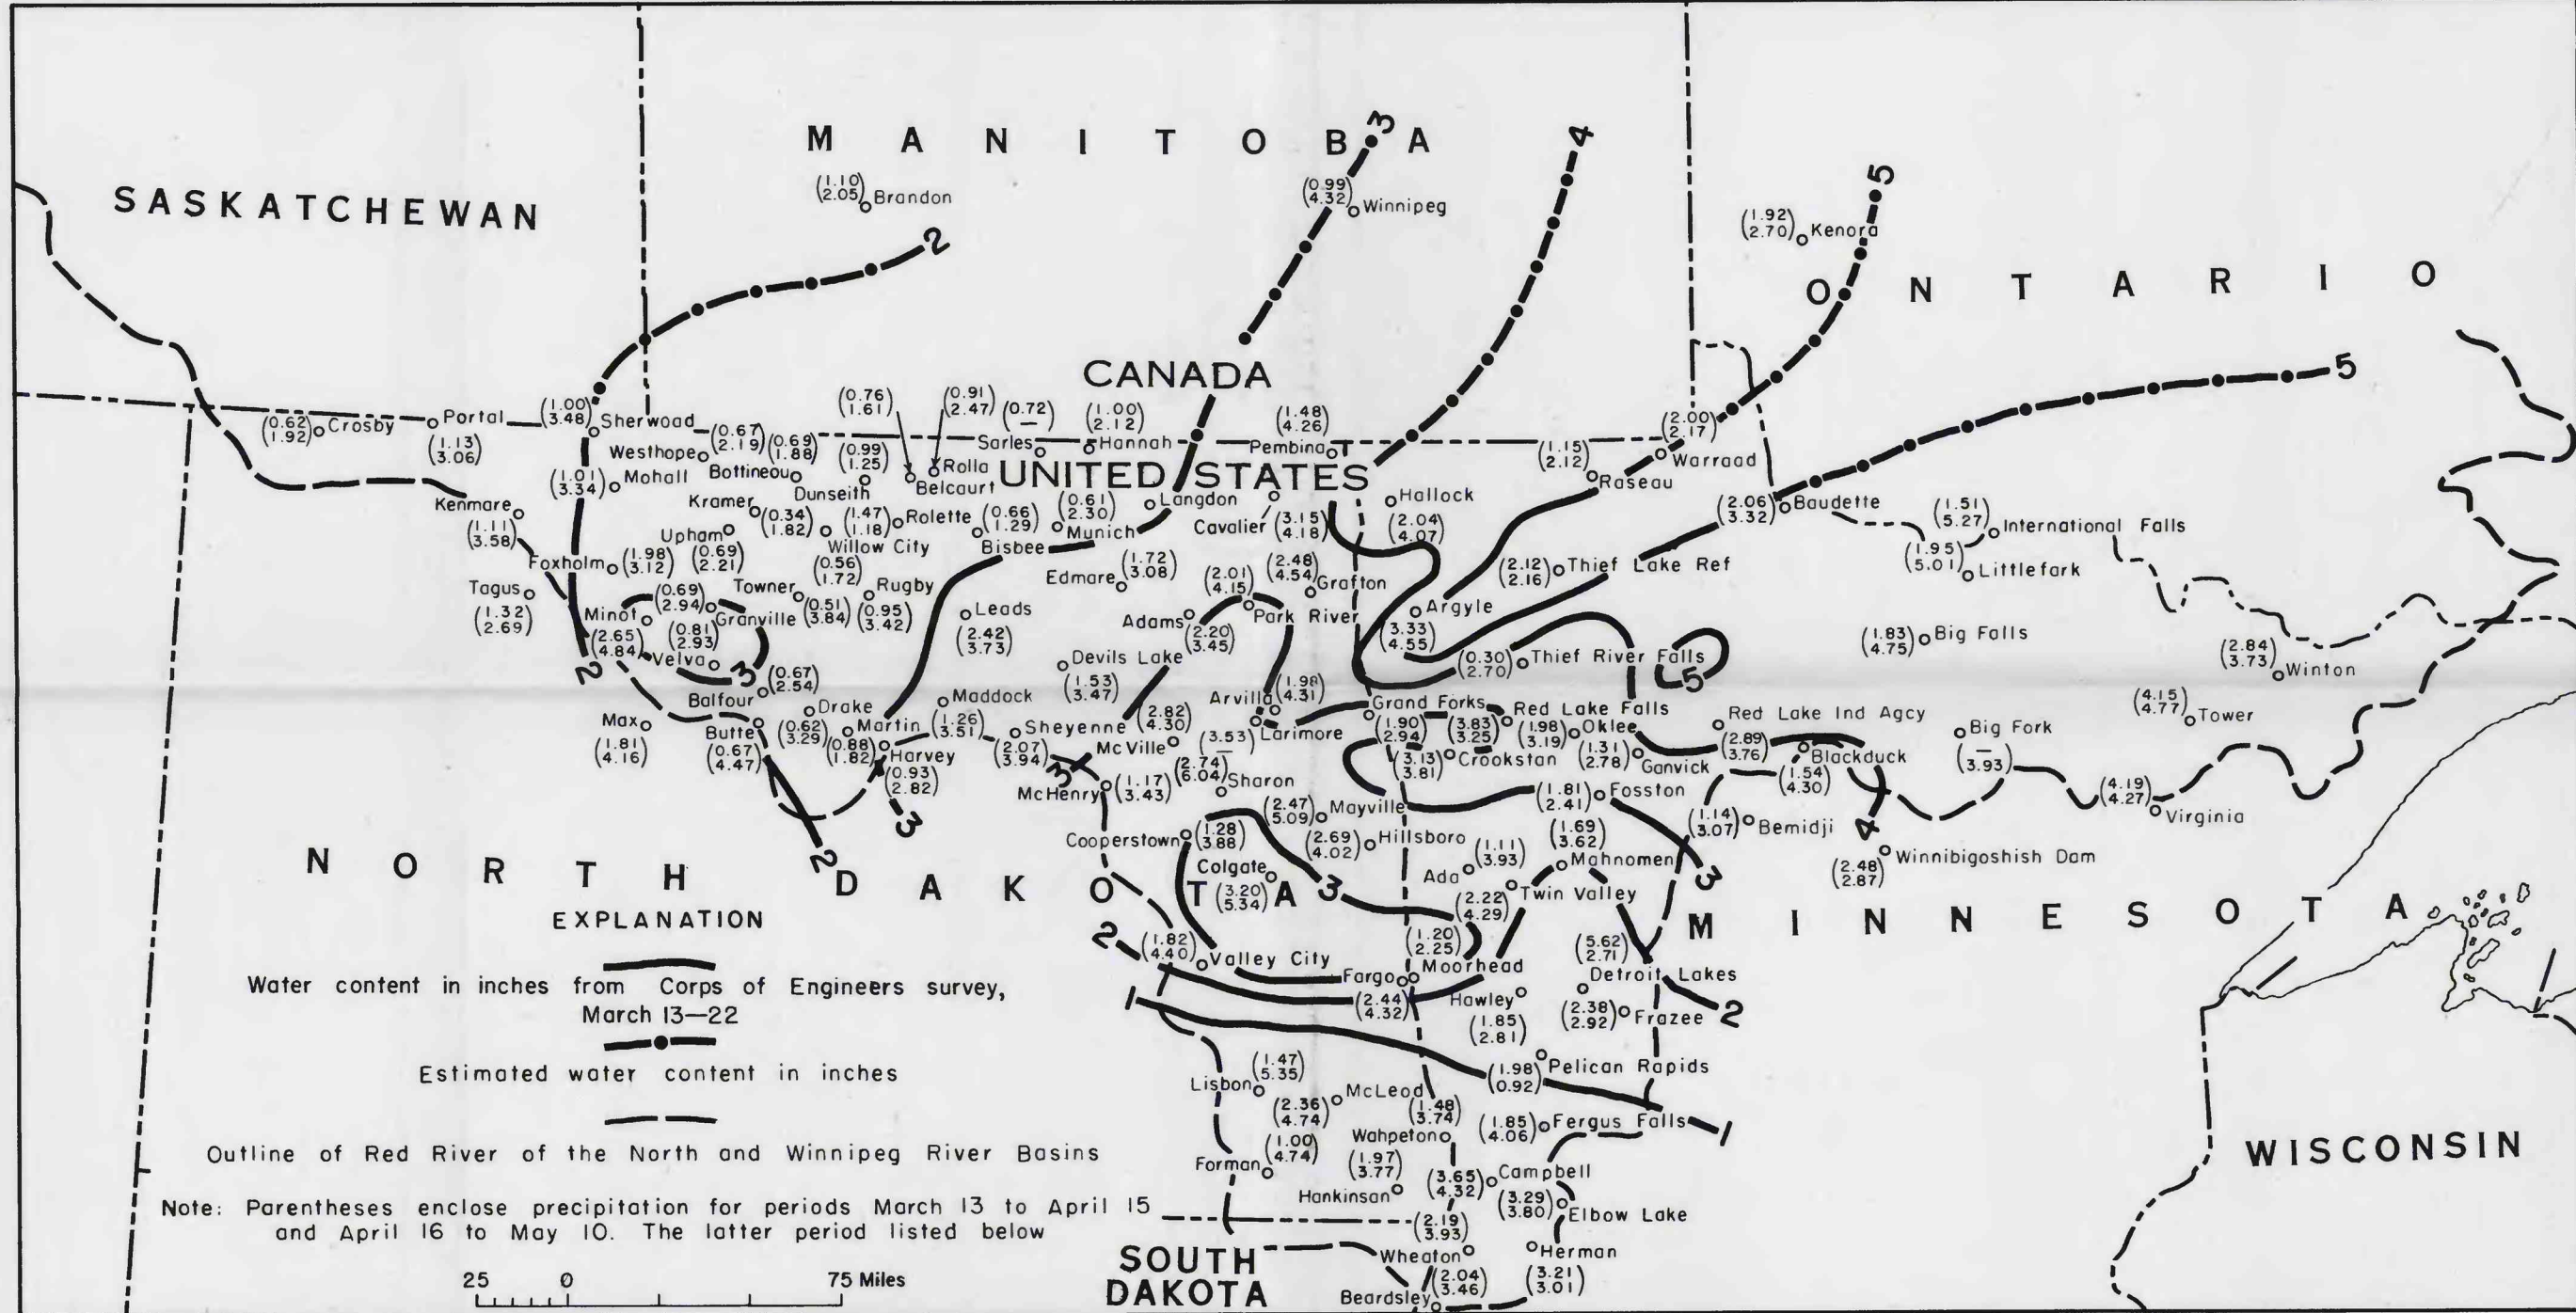 MANITOBA
3
4
5
SASKATCHEWAN
(1.10
2.05)
Brandon
(0.99
4.32)
Winnipeg
(1.92
2.70)
Kenora
2
ONTARIO
5
CANADA
UNITED STATES
(0.62
1.92)
Crosby
Portal
(1.13
3.06)
(1.00
3.48)
Sherwood
Westhope
(0.67
2.19)
(0.69
1.88)
(0.76
1.61)
(0.91
2.47)
(0.72
—)
(1.00
2.12)
(1.48
4.26)
Sarles
Hannah
Pembina
(1.01
3.34)
Mohall
Bottineau
(0.99
1.25)
Dunseith
Rolla
Belcourt
(1.15
2.12)
Raseau
(2.00
2.17)
Warraad
Kenmare
(1.11
3.58)
Kramer
(0.34
1.82)
(1.47
1.18)
Rolette
(0.66
1.29)
(0.61
2.30)
Langdon
Munich
Cavalier
(3.15
4.18)
Hallock
(2.04
4.07)
(2.06
3.32)
Baudette
(1.51
5.27)
International Falls
Upham
(0.69
2.21)
Willow City
Bisbee
Foxholm
(1.98
3.12)
(0.56
1.72)
Edmare
(1.72
3.08)
(2.01
4.15)
(2.48
4.54)
Grafton
(2.12
2.16)
Thief Lake Ref
(1.95
5.01)
Littlefark
Tagus
(1.32
2.69)
Minot
(0.69
2.94)
Granville
Towner
(0.51
3.84)
Rugby
(0.95
3.42)
Leads
(2.42
3.73)
Adams
(2.20
3.45)
Park River
Argyle
(3.33
4.55)
(1.83
4.75)
Big Falls
(2.65
4.84)
(0.81
2.93)
Velva
2
3
Devils Lake
(1.53
3.47)
(0.30
2.70)
Thief River Falls
5
(2.84
3.73)
Winton
Balfour
(0.67
2.54)
Drake
Maddock
Arvilla
(1.98
4.31)
Grand Forks
Red Lake Falls
Red Lake Ind Agcy
(4.15
4.77)
Tower
Max
(1.81
4.16)
Butte
(0.67
4.47)
(0.62
3.29)
Martin
(0.88
1.82)
(1.26
3.51)
Sheyenne
(2.07
3.94)
(2.82
4.30)
McVille
(3.53
—)
Larimore
(1.90
2.94)
(3.83
3.25)
(1.98
3.19)
Oklee
(2.89
3.76)
Big Fork
(—
3.93)
Harvey
(0.93
2.82)
3
3
McHenry
(1.17
3.43)
(2.74
6.04)
Sharon
(3.13
3.81)
Crookstan
(1.31
2.78)
Ganvick
Blackduck
(1.54
4.30)
(2.47
5.09)
Mayville
(1.81
2.41)
Fosston
(4.19
4.27)
Virginia
Cooperstown
(1.28
3.88)
(2.69
4.02)
Hillsboro
(1.69
3.62)
(1.14
3.07)
Bemidji
4
Colgate
(3.20
5.34)
3
(1.11
3.93)
Ada
Mahnomen
3
(2.48
2.87)
Winnibigoshish Dam
2
NORTH DAKOTA
Twin Valley
(2.22
4.29)
MINNESOTA
EXPLANATION
2
(1.82
4.40)
Valley City
(1.20
2.25)
Fargo
Moorhead
(5.62
2.71)
Detroit Lakes
Water content in inches from Corps of Engineers survey,
March 13—22
1
(2.44
4.32)
Hawley
(1.85
2.81)
(2.38
2.92)
Frazee
2
Estimated water content in inches
(1.47
5.35)
Lisbon
(1.98
0.92)
Pelican Rapids
(2.36
4.74)
McLeod
(1.48
3.74)
Wahpeton
(1.85
4.06)
Fergus Falls
1
Outline of Red River of the North and Winnipeg River Basins
(1.00
4.74)
Forman
(1.97
3.77)
Hankinson
(3.65
4.32)
Campbell
(3.29
3.80)
Elbow Lake
WISCONSIN
Note: Parentheses enclose precipitation for periods March 13 to April 15
and April 16 to May 10. The latter period listed below
(2.19
3.93)
Wheaton
Herman
(3.21
3.01)
SOUTH
DAKOTA
(2.04
3.46)
Beardsley
25 0 75 Miles